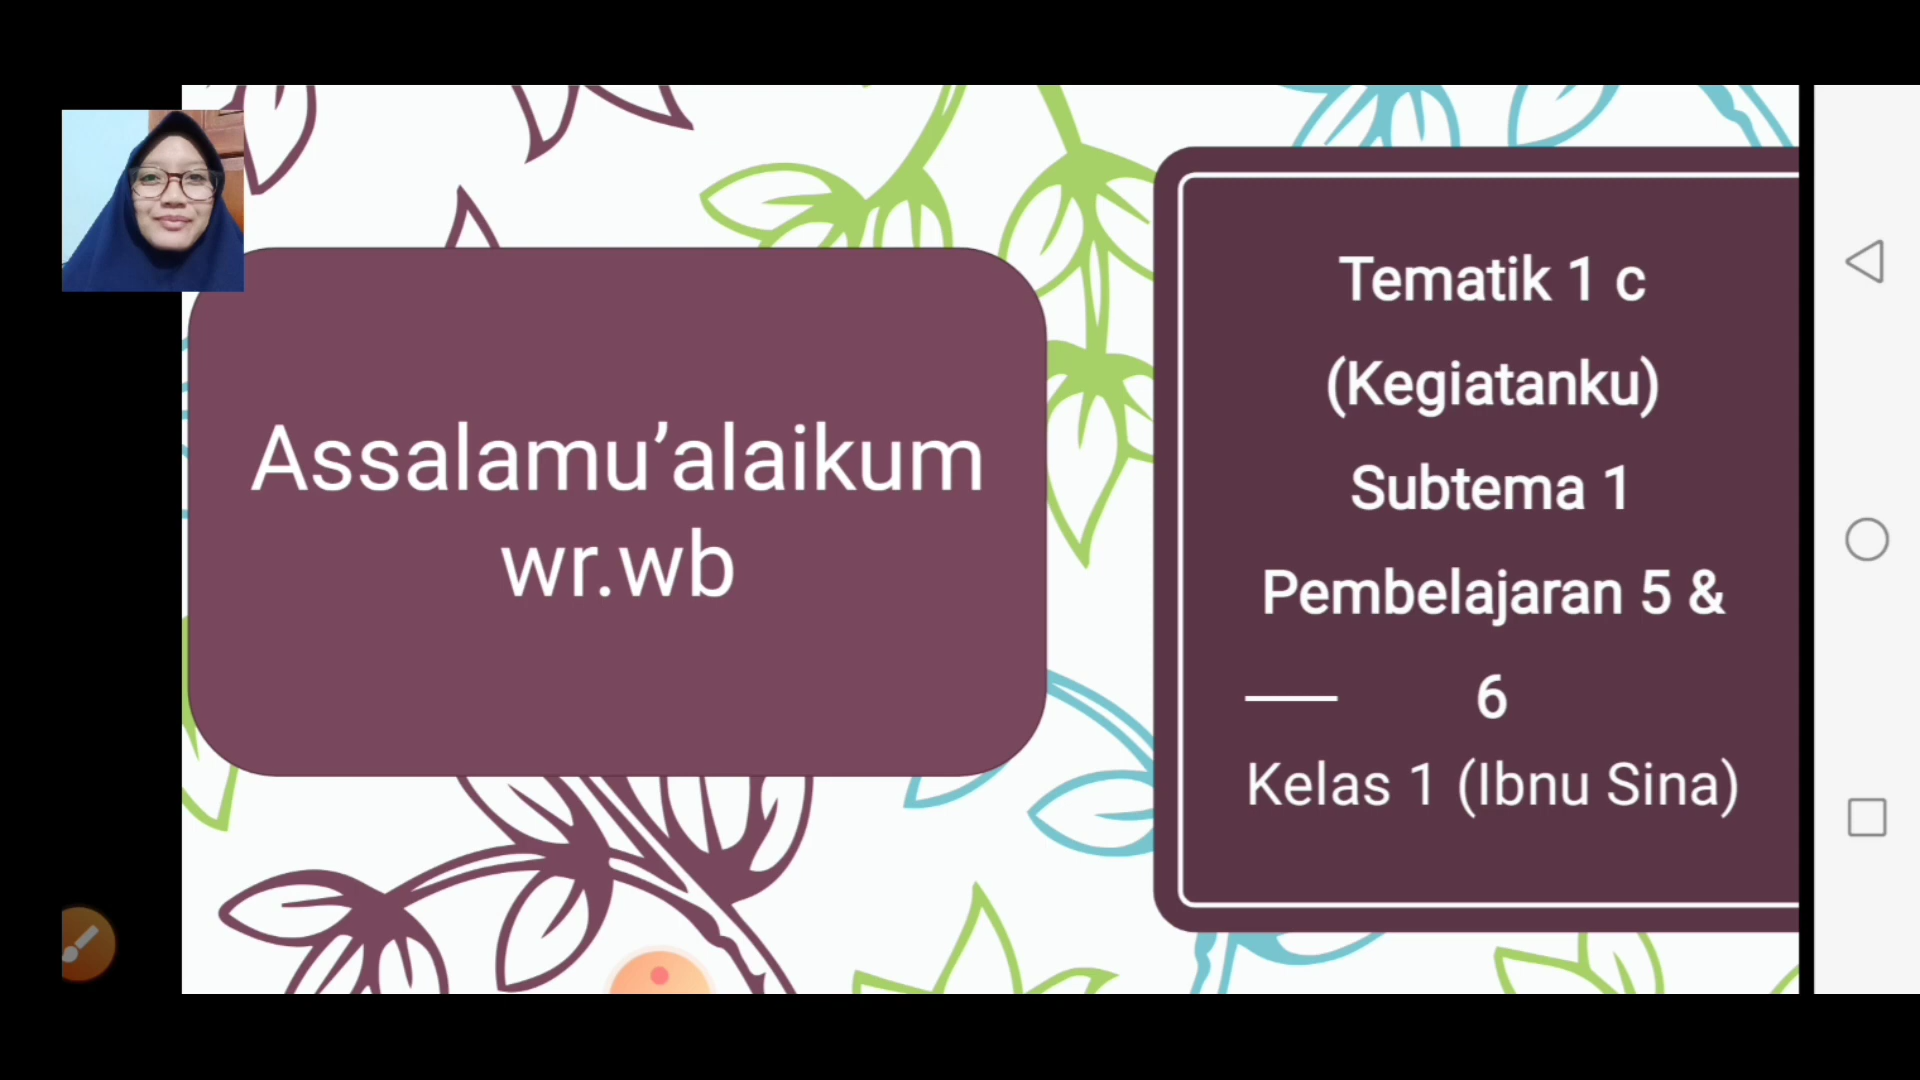 Assalamu’alaikum
wr.wb
Tematik 1 c
(Kegiatanku)
Subtema 1
Pembelajaran 5 &
6
Kelas 1 (Ibnu Sina)